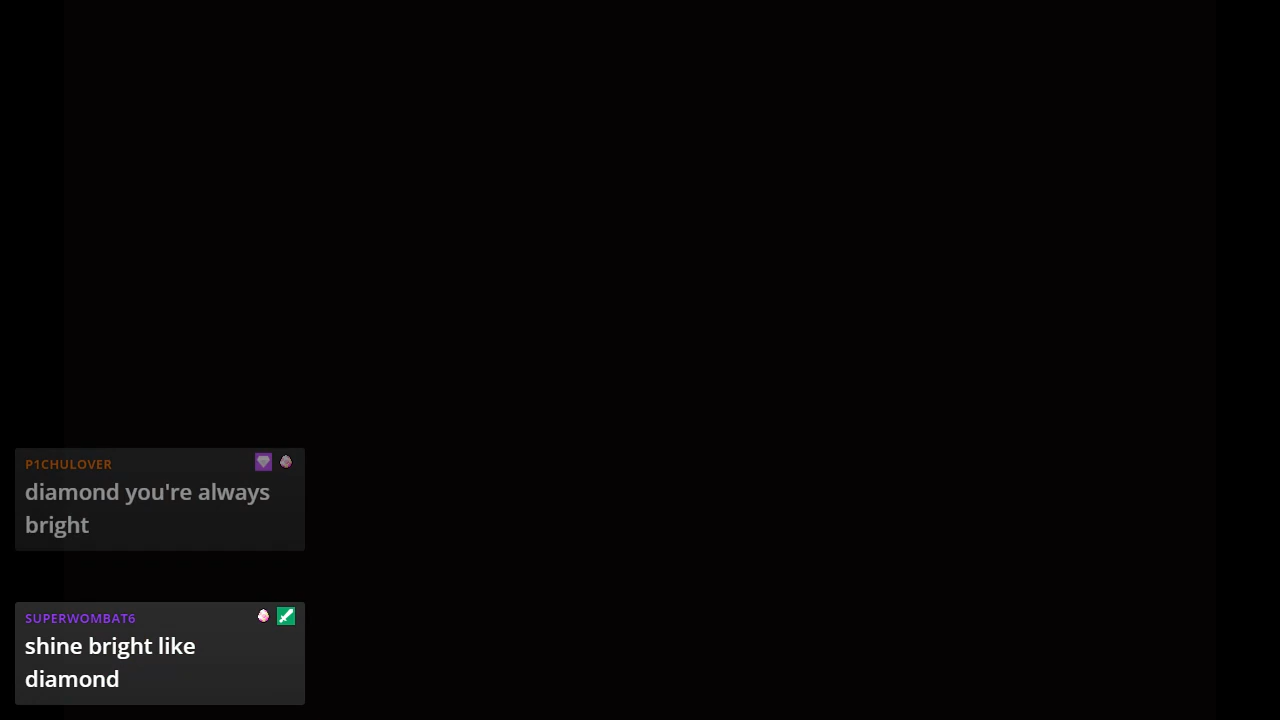 P1CHULOVER
diamond you're always
bright
SUPERWOMBAT6
shine bright like
diamond